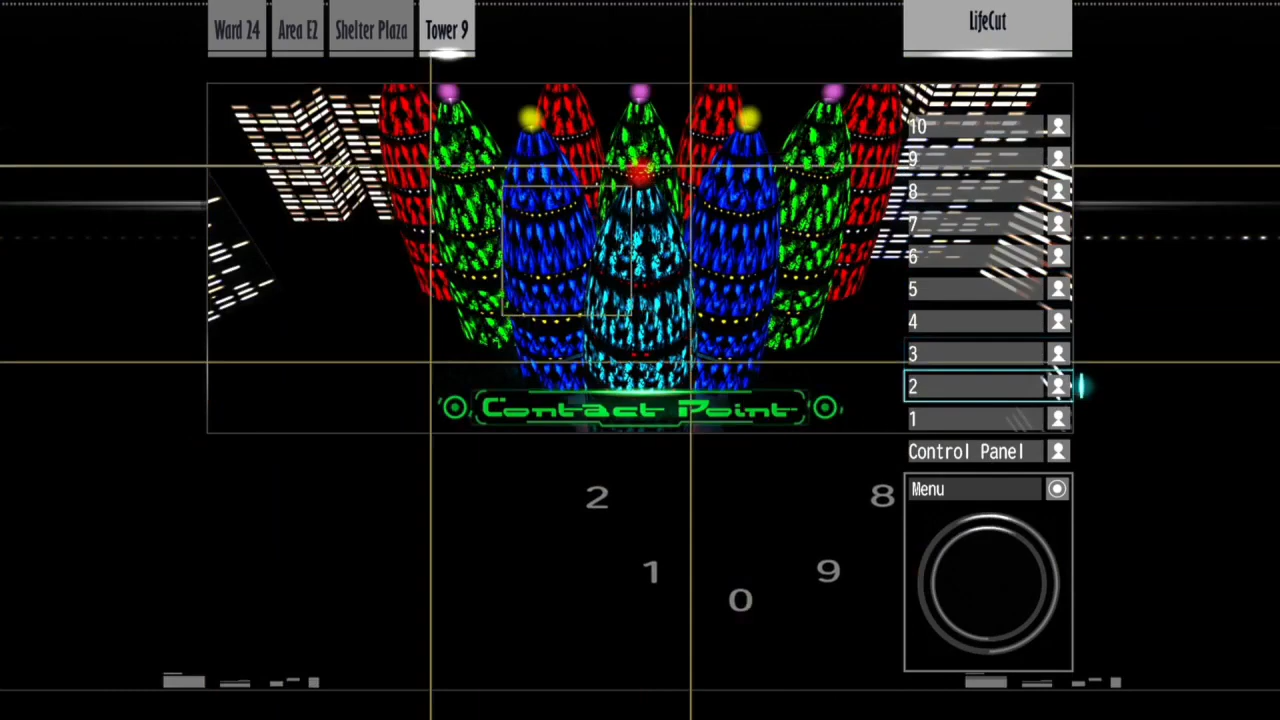 Ward 24
Area E2
Shelter Plaza
Tower 9
LifeCut
10
9
8
7
6
5
4
3
2
1
Control Panel
Menu
Contact Point
2
8
1
9
0